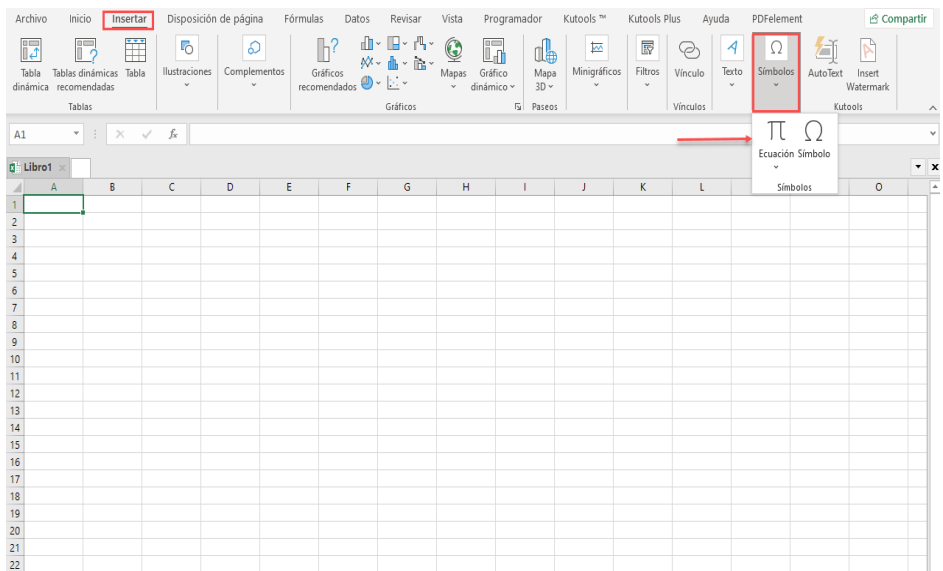 Archivo Inicio Insertar Disposición de página Fórmulas Datos Revisar Vista Programador Kutools ™ Kutools Plus Ayuda PDFelement Compartir
Tabla dinámica
Tablas dinámicas recomendadas
Tabla
Ilustraciones
Complementos
Gráficos recomendados
Mapas
Gráfico dinámico
Mapa 3D
Minigráficos
Filtros
Vínculo
Texto
Símbolos
AutoText
Insert Watermark
Tablas Gráficos Paseos Vínculos Kutools
A1 fx
π Ω
Ecuación Símbolo
Símbolos
Libro1
A B C D E F G H I J K L O
1
2
3
4
5
6
7
8
9
10
11
12
13
14
15
16
17
18
19
20
21
22